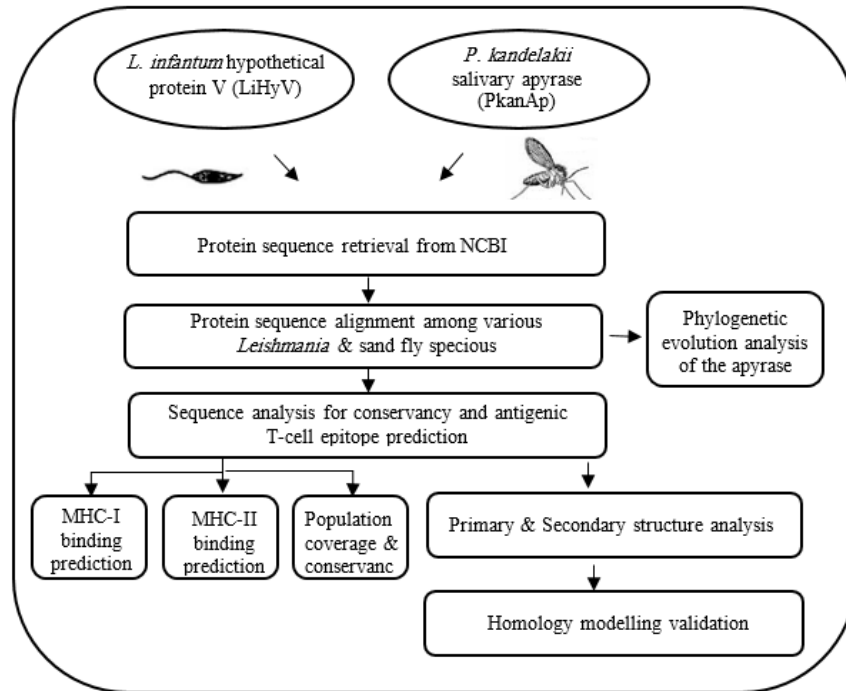 L. infantum hypothetical
protein V (LiHyV)
P. kandelakii
salivary apyrase
(PkanAp)
Protein sequence retrieval from NCBI
Protein sequence alignment among various
Leishmania & sand fly specious
Phylogenetic
evolution analysis
of the apyrase
Sequence analysis for conservancy and antigenic
T-cell epitope prediction
MHC-I
binding
prediction
MHC-II
binding
prediction
Population
coverage &
conservanc
Primary & Secondary structure analysis
Homology modelling validation